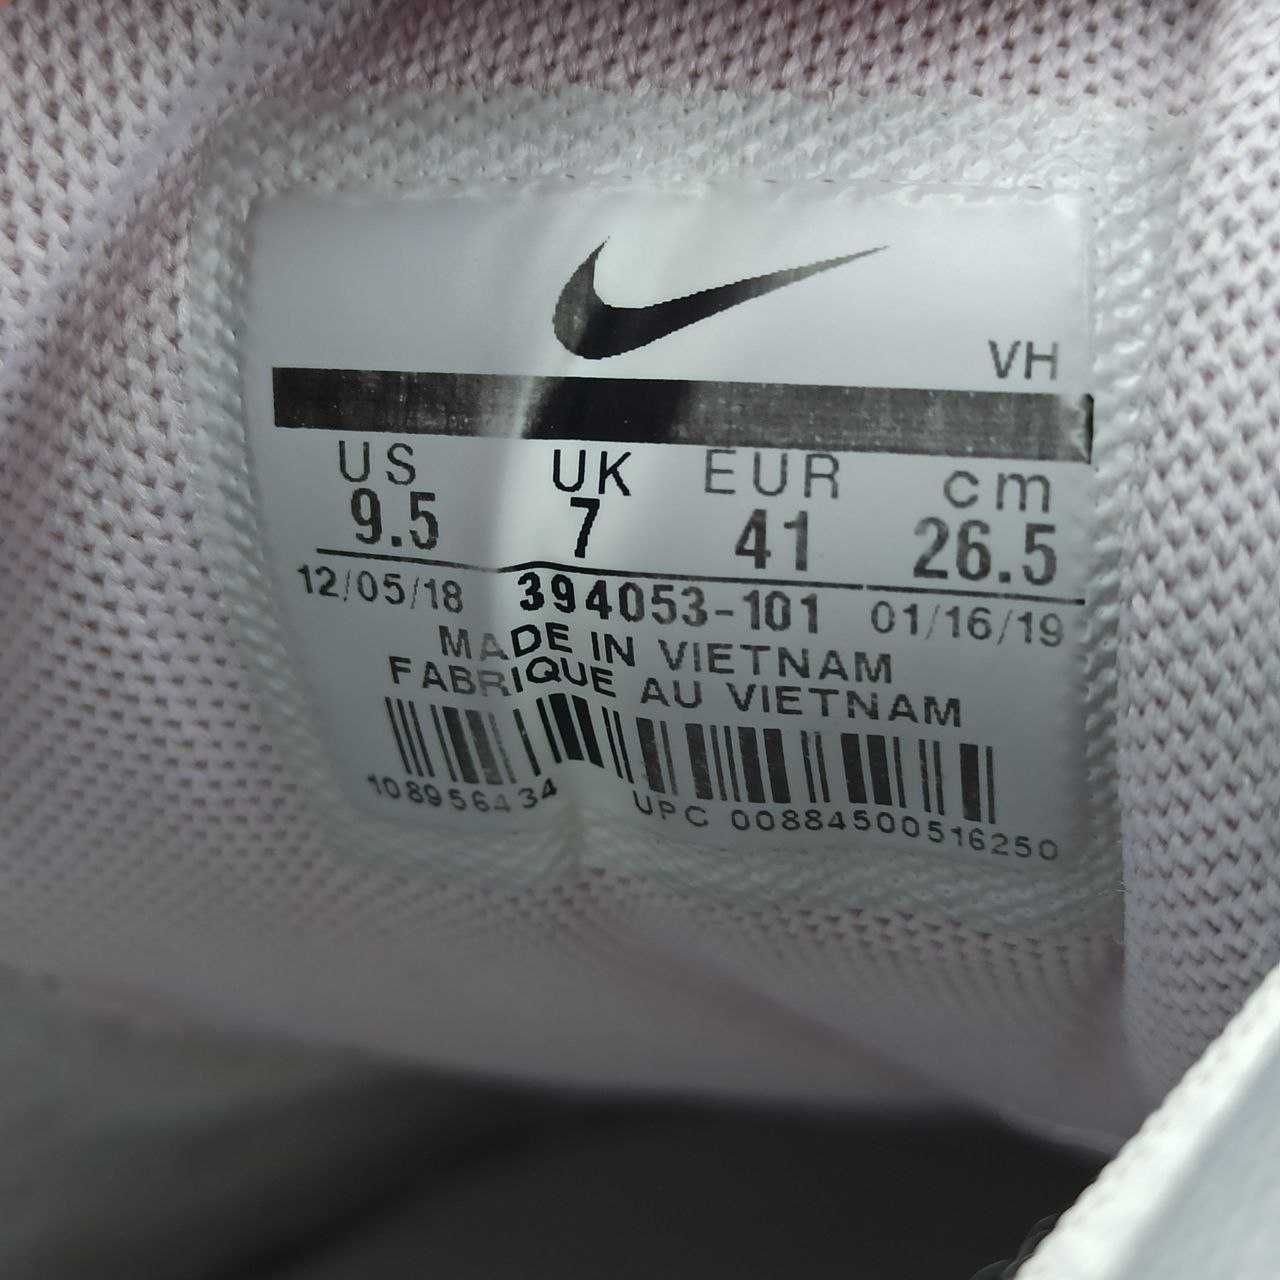 VH
US UK EUR cm
9.5 7 41 26.5
12/05/18 394053-101 01/16/19
MADE IN VIETNAM
FABRIQUE AU VIETNAM
108956434 UPC 00884500516250